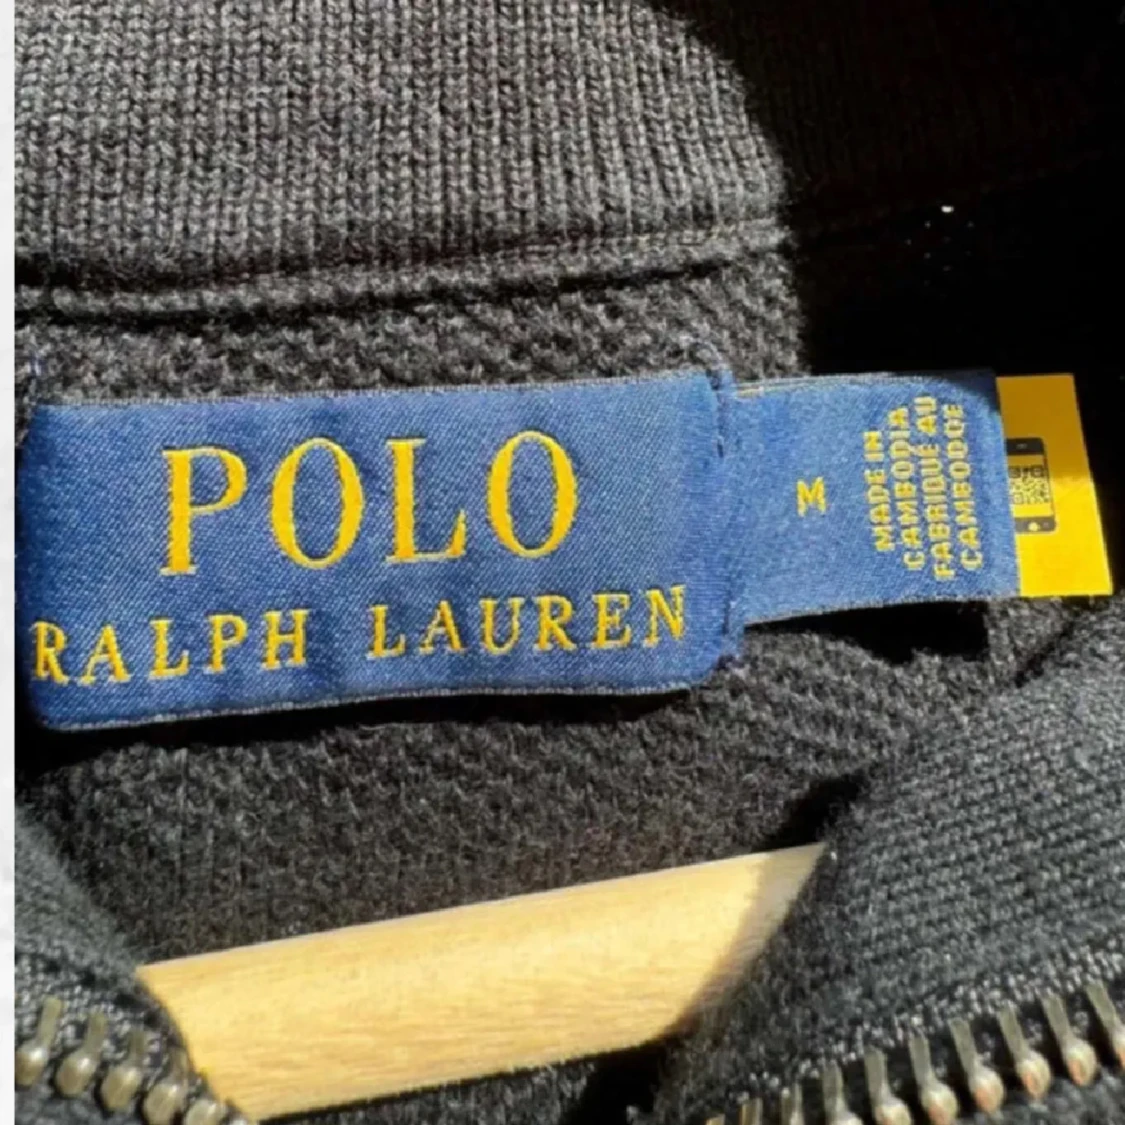 POLO
RALPH LAUREN
M
MADE IN
CAMBODIA
FABRIQUÉ AU
CAMBODGE